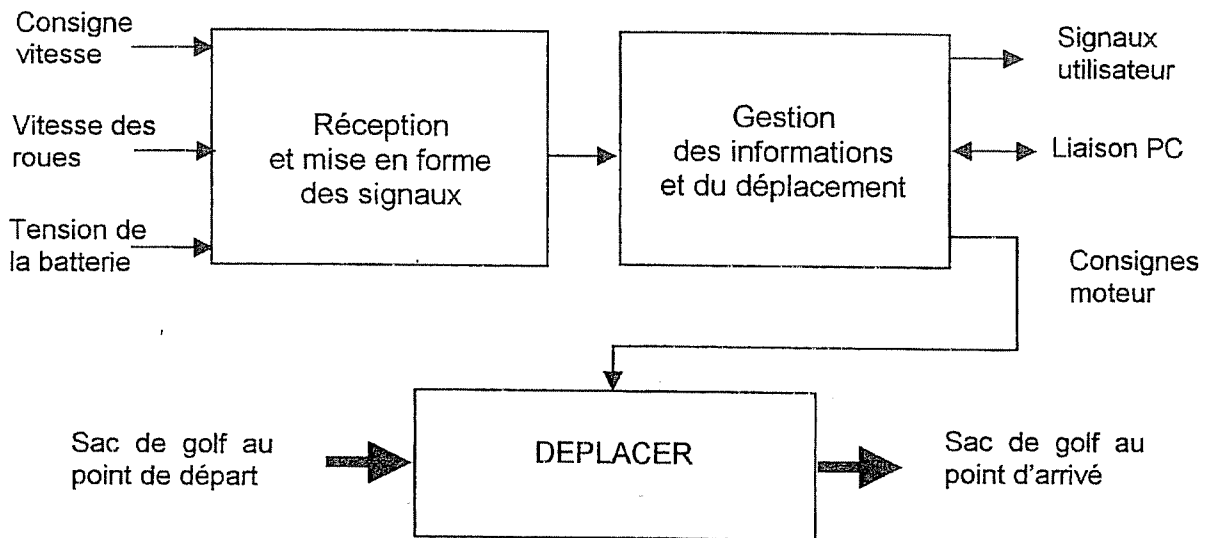 Consigne
vitesse
Vitesse des
roues
Tension de
la batterie
Réception
et mise en forme
des signaux
Gestion
des informations
et du déplacement
Signaux
utilisateur
Liaison PC
Consignes
moteur
Sac de golf au
point de départ
DEPLACER
Sac de golf au
point d'arrivé